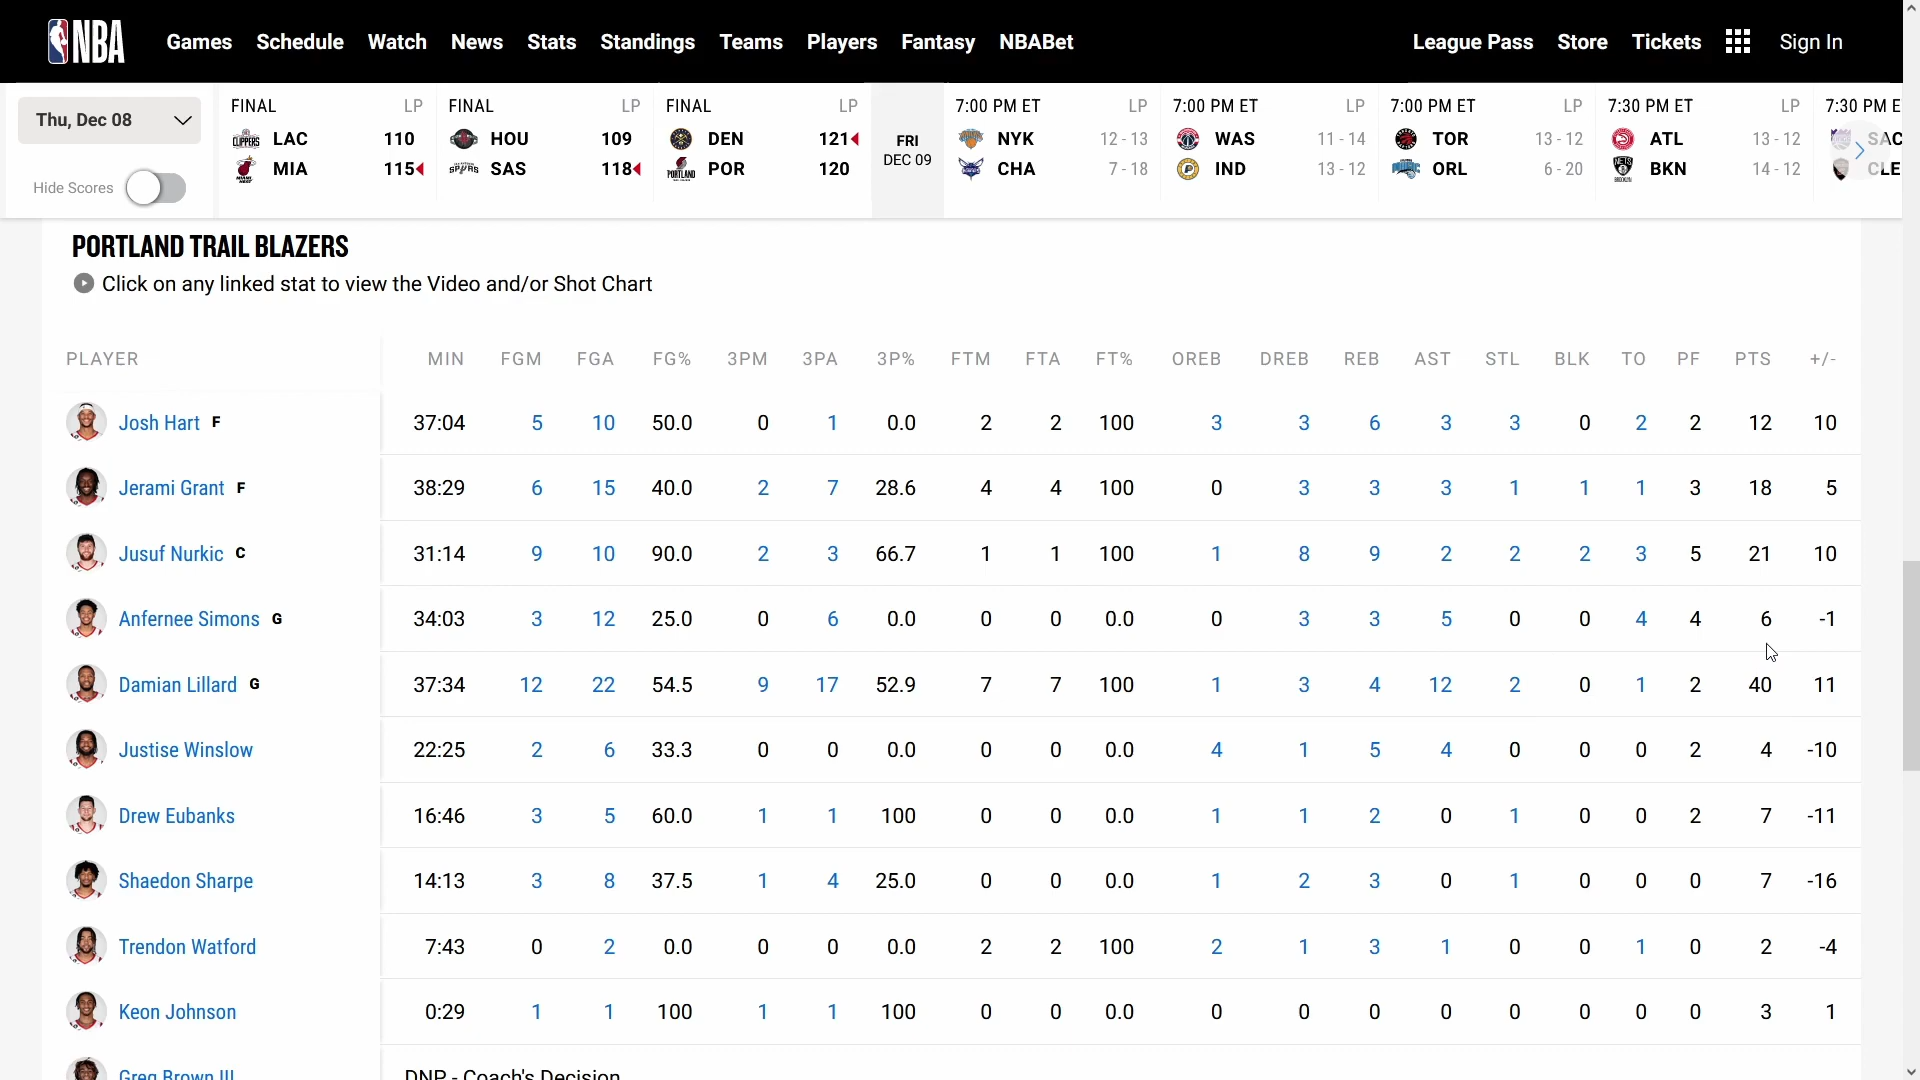 NBA Games Schedule Watch News Stats Standings Teams Players Fantasy NBABet League Pass Store Tickets Sign In
Thu, Dec 08
Hide Scores
FINAL LP
LAC 110
MIA 115
FINAL LP
HOU 109
SAS 118
FINAL LP
DEN 121
POR 120
FRI
DEC 09
7:00 PM ET LP
NYK 12 - 13
CHA 7 - 18
7:00 PM ET LP
WAS 11 - 14
IND 13 - 12
7:00 PM ET LP
TOR 13 - 12
ORL 6 - 20
7:30 PM ET LP
ATL 13 - 12
BKN 14 - 12
7:30 PM E
SAC
CLE
PORTLAND TRAIL BLAZERS
Click on any linked stat to view the Video and/or Shot Chart
PLAYER MIN FGM FGA FG% 3PM 3PA 3P% FTM FTA FT% OREB DREB REB AST STL BLK TO PF PTS +/-
Josh Hart F 37:04 5 10 50.0 0 1 0.0 2 2 100 3 3 6 3 3 0 2 2 12 10
Jerami Grant F 38:29 6 15 40.0 2 7 28.6 4 4 100 0 3 3 3 1 1 1 3 18 5
Jusuf Nurkic C 31:14 9 10 90.0 2 3 66.7 1 1 100 1 8 9 2 2 2 3 5 21 10
Anfernee Simons G 34:03 3 12 25.0 0 6 0.0 0 0 0.0 0 3 3 5 0 0 4 4 6 -1
Damian Lillard G 37:34 12 22 54.5 9 17 52.9 7 7 100 1 3 4 12 2 0 1 2 40 11
Justise Winslow 22:25 2 6 33.3 0 0 0.0 0 0 0.0 4 1 5 4 0 0 0 2 4 -10
Drew Eubanks 16:46 3 5 60.0 1 1 100 0 0 0.0 1 1 2 0 1 0 0 2 7 -11
Shaedon Sharpe 14:13 3 8 37.5 1 4 25.0 0 0 0.0 1 2 3 0 1 0 0 0 7 -16
Trendon Watford 7:43 0 2 0.0 0 0 0.0 2 2 100 2 1 3 1 0 0 1 0 2 -4
Keon Johnson 0:29 1 1 100 1 1 100 0 0 0.0 0 0 0 0 0 0 0 0 3 1
Greg Brown III DNP - Coach's Decision